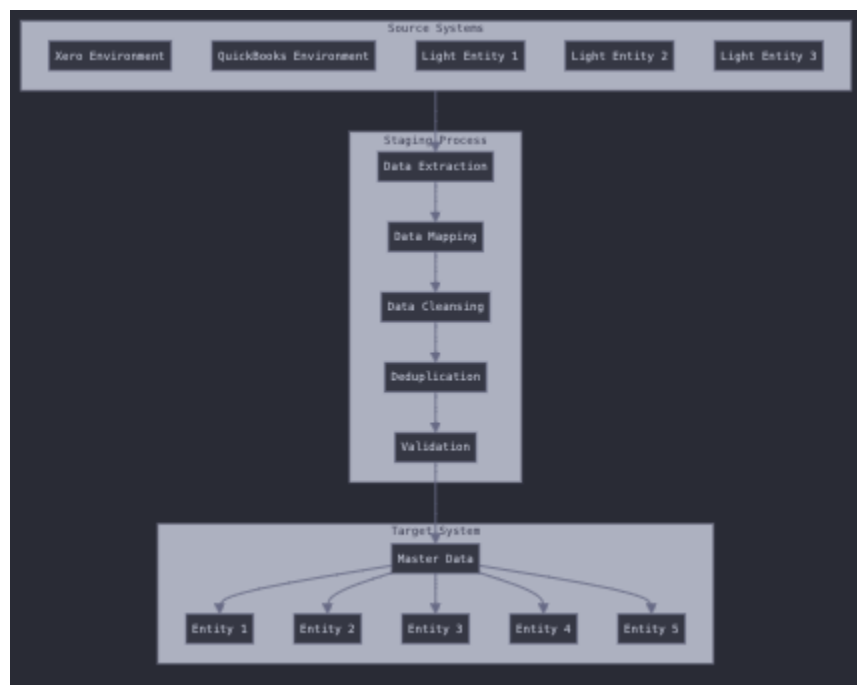 Source Systems
Xero Environment QuickBooks Environment Light Entity 1 Light Entity 2 Light Entity 3
Staging Process
Data Extraction
Data Mapping
Data Cleansing
Deduplication
Validation
Target System
Master Data
Entity 1 Entity 2 Entity 3 Entity 4 Entity 5